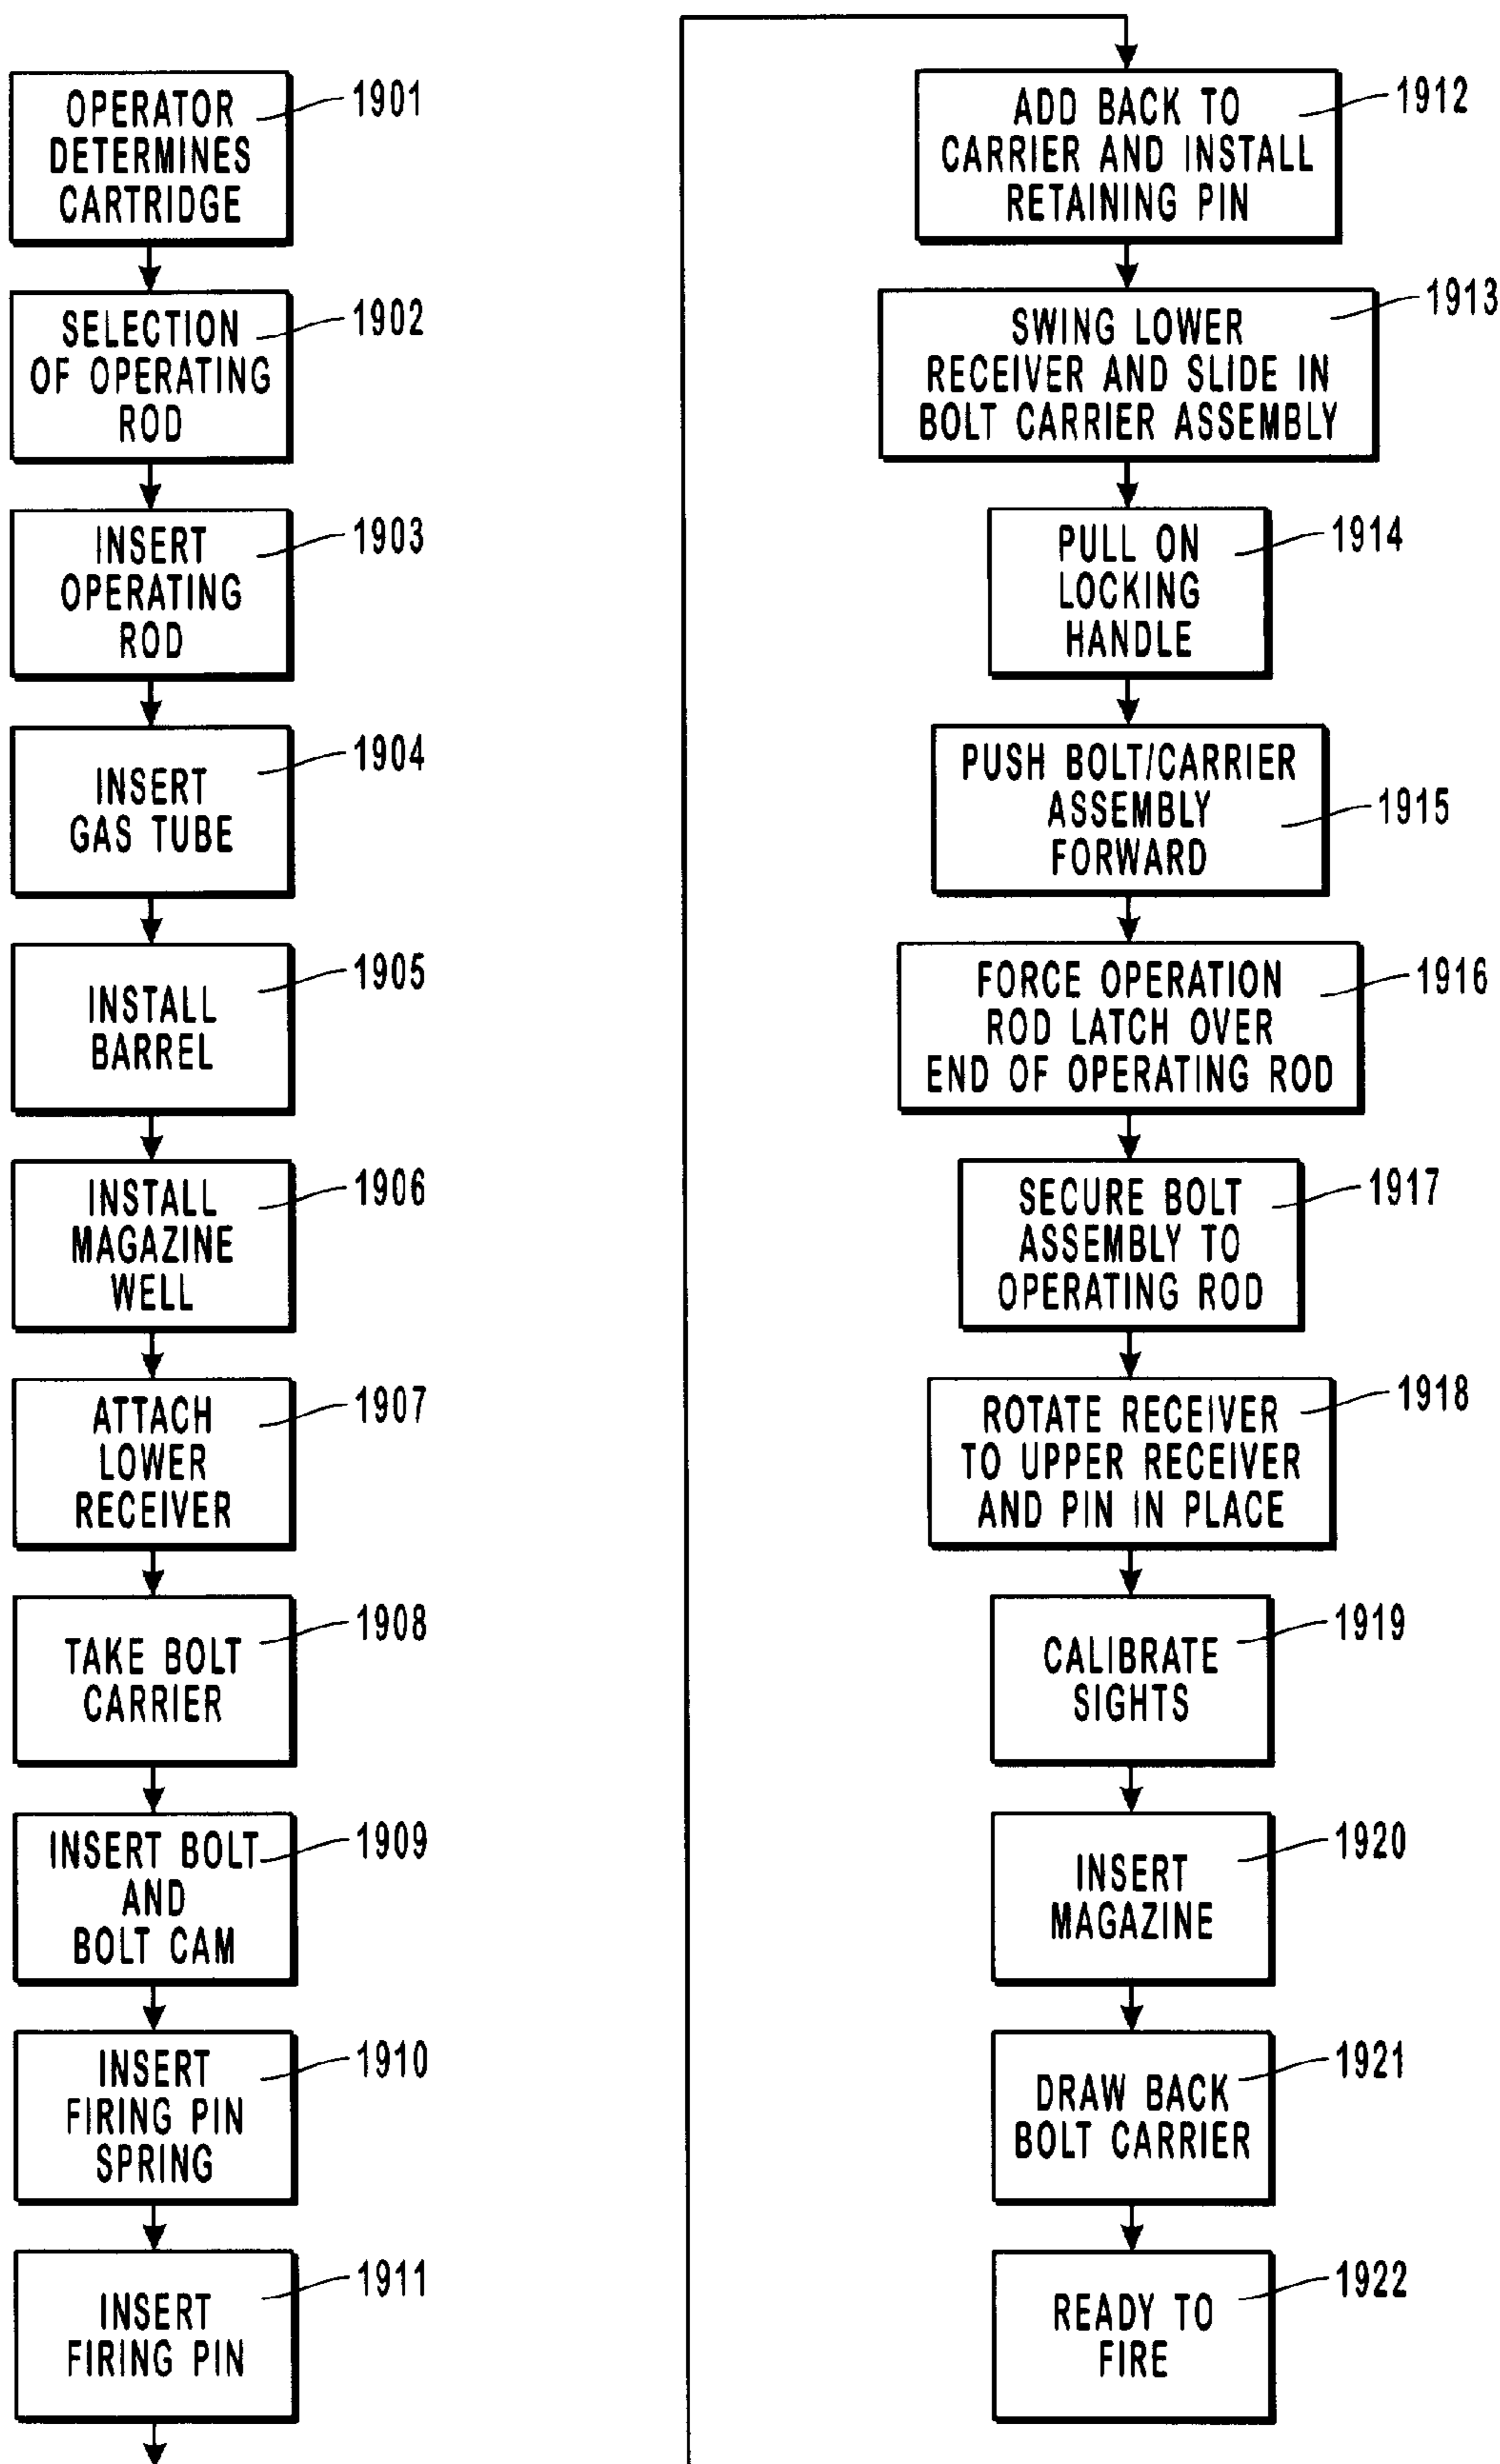 OPERATOR
DETERMINES
CARTRIDGE
1901
SELECTION
OF OPERATING
ROD
1902
INSERT
OPERATING
ROD
1903
INSERT
GAS TUBE
1904
INSTALL
BARREL
1905
INSTALL
MAGAZINE
WELL
1906
ATTACH
LOWER
RECEIVER
1907
TAKE BOLT
CARRIER
1908
INSERT BOLT
AND
BOLT CAM
1909
INSERT
FIRING PIN
SPRING
1910
INSERT
FIRING PIN
1911
ADD BACK TO
CARRIER AND INSTALL
RETAINING PIN
1912
SWING LOWER
RECEIVER AND SLIDE IN
BOLT CARRIER ASSEMBLY
1913
PULL ON
LOCKING
HANDLE
1914
PUSH BOLT/CARRIER
ASSEMBLY
FORWARD
1915
FORCE OPERATION
ROD LATCH OVER
END OF OPERATING ROD
1916
SECURE BOLT
ASSEMBLY TO
OPERATING ROD
1917
ROTATE RECEIVER
TO UPPER RECEIVER
AND PIN IN PLACE
1918
CALIBRATE
SIGHTS
1919
INSERT
MAGAZINE
1920
DRAW BACK
BOLT CARRIER
1921
READY TO
FIRE
1922